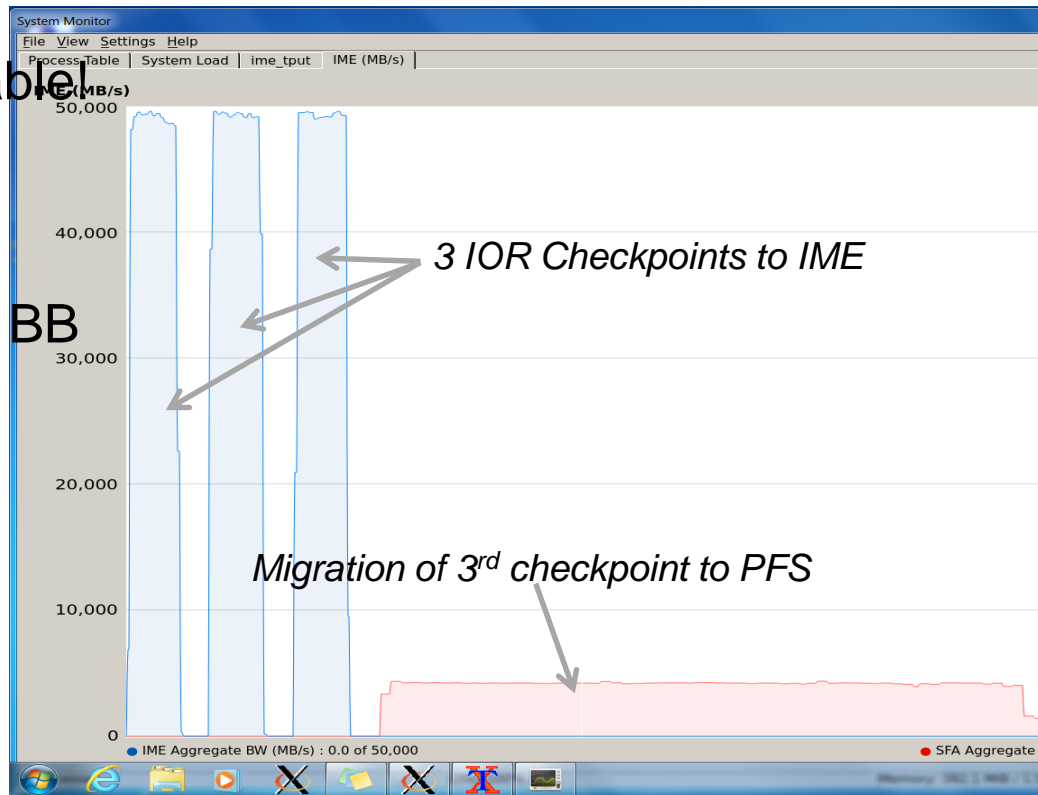 System Monitor
File View Settings Help
Process Table System Load ime_tput IME (MB/s)
able!
IME (MB/s)
50,000
40,000
3 IOR Checkpoints to IME
BB
30,000
20,000
Migration of 3rd checkpoint to PFS
10,000
0
IME Aggregate BW (MB/s) : 0.0 of 50,000
SFA Aggregate